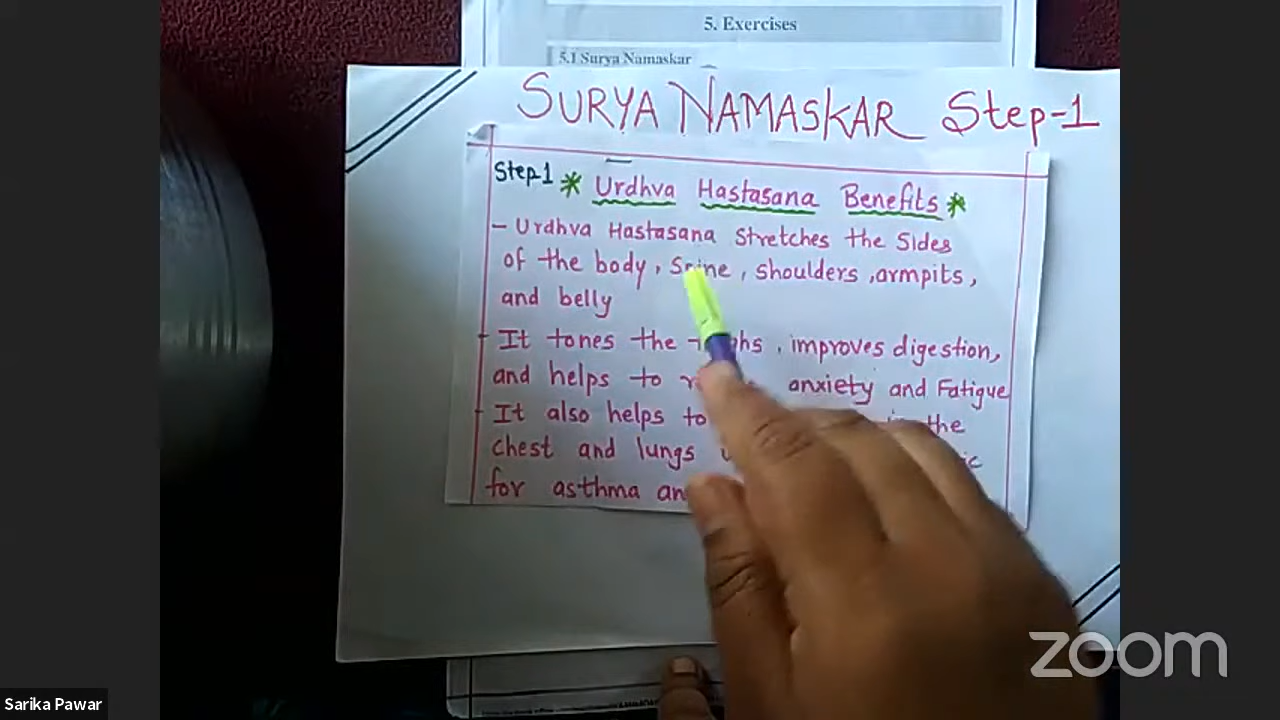 5. Exercises
5.1 Surya Namaskar
SURYA NAMASKAR Step-1
Step-1 * Urdhva Hastasana Benefits *
- Urdhva Hastasana Stretches the Sides
of the body, Spine, shoulders, armpits,
and belly
- It tones the , improves digestion,
and helps to anxiety and Fatigue
- It also helps to in the
chest and lungs
for asthma
zoom
Sarika Pawar